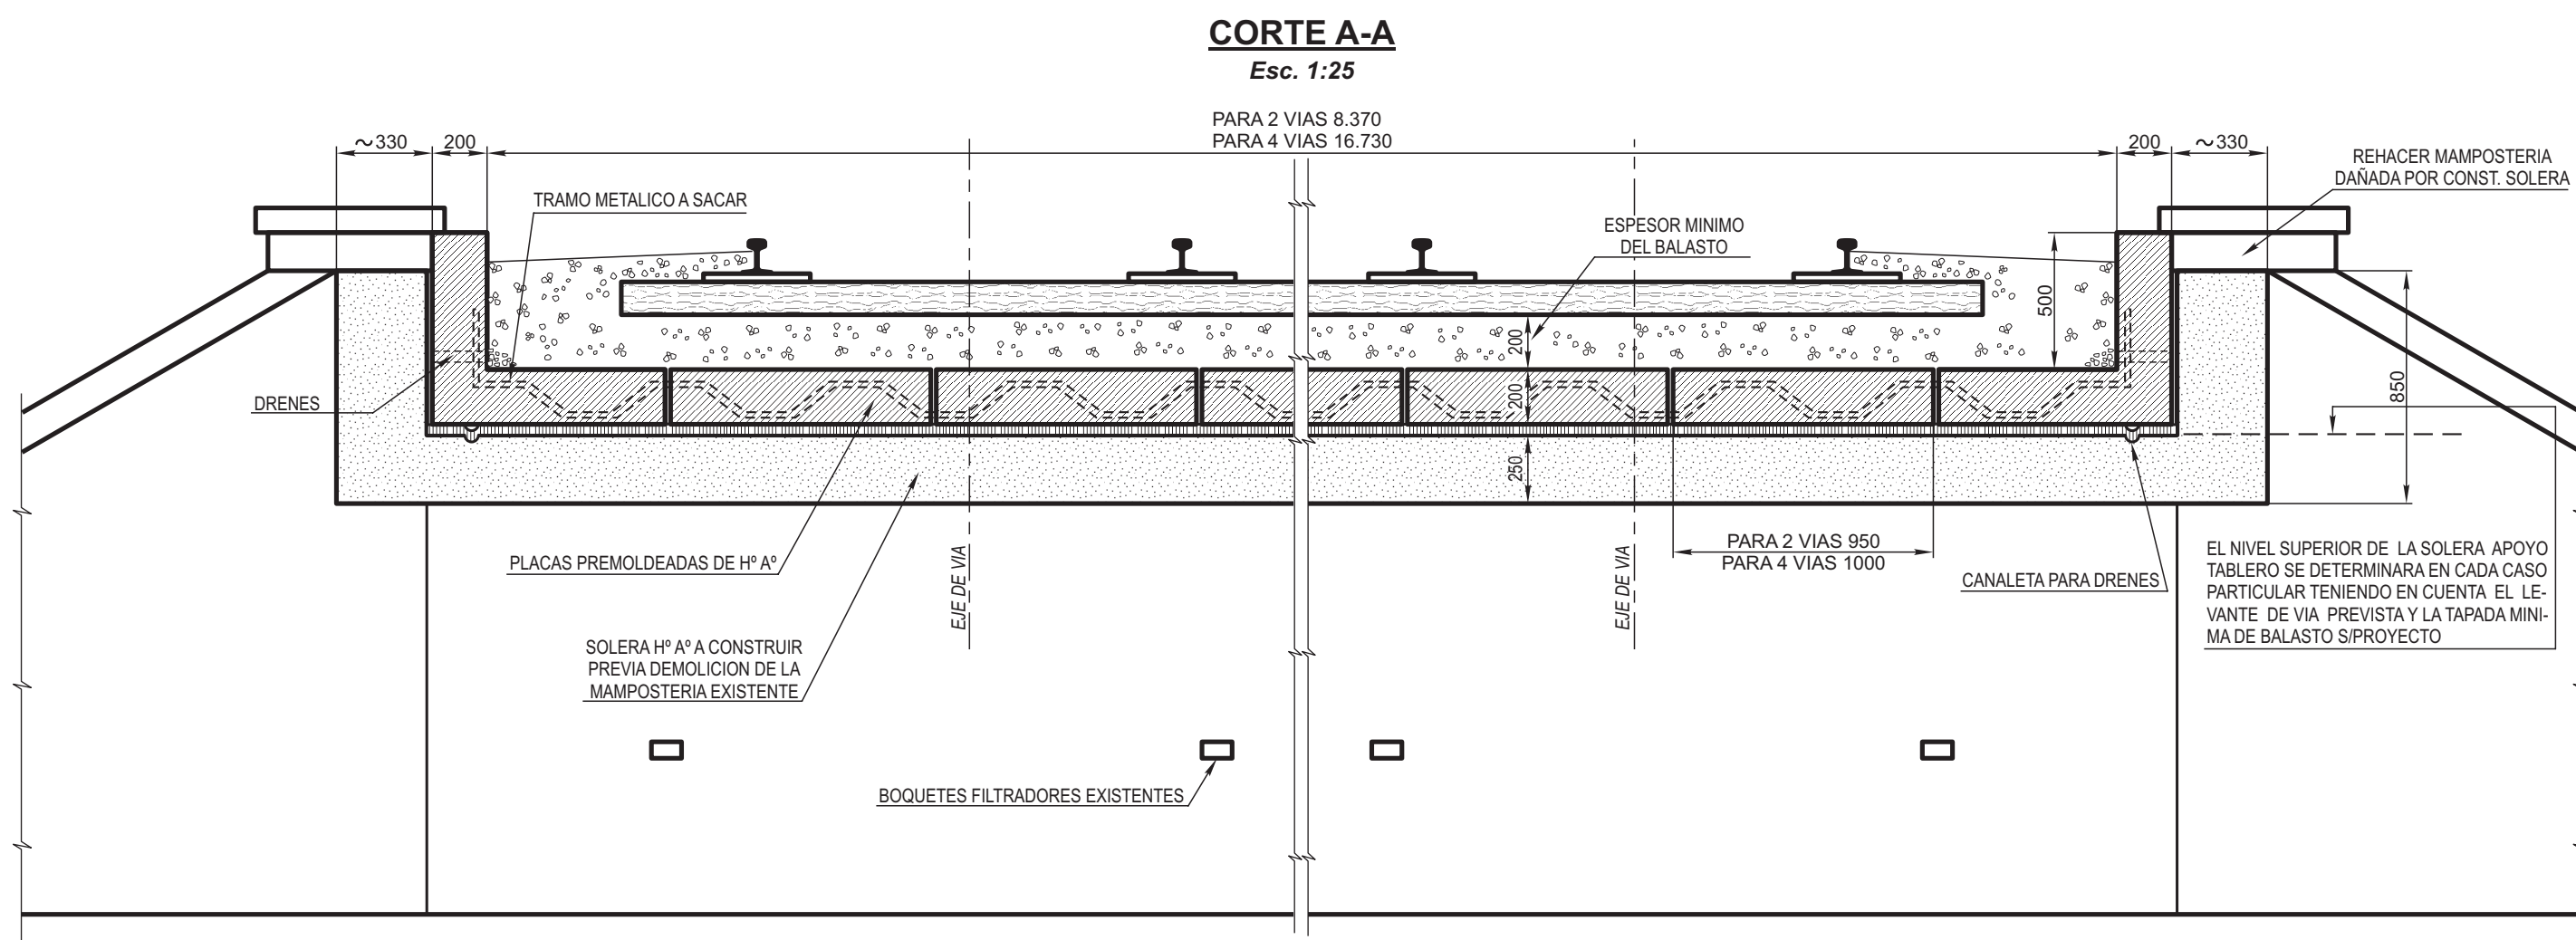 CORTE A-A
Esc. 1:25
PARA 2 VIAS 8.370
PARA 4 VIAS 16.730
~330
200
200
~330
REHACER MAMPOSTERIA
DAÑADA POR CONST. SOLERA
TRAMO METALICO A SACAR
ESPESOR MINIMO
DEL BALASTO
500
200
850
DRENES
200
250
PARA 2 VIAS 950
PARA 4 VIAS 1000
PLACAS PREMOLDEADAS DE Hº Aº
EJE DE VIA
EJE DE VIA
CANALETA PARA DRENES
EL NIVEL SUPERIOR DE LA SOLERA APOYO
TABLERO SE DETERMINARA EN CADA CASO
PARTICULAR TENIENDO EN CUENTA EL LE-
VANTE DE VIA PREVISTA Y LA TAPADA MINI-
MA DE BALASTO S/PROYECTO
SOLERA Hº Aº A CONSTRUIR
PREVIA DEMOLICION DE LA
MAMPOSTERIA EXISTENTE
BOQUETES FILTRADORES EXISTENTES